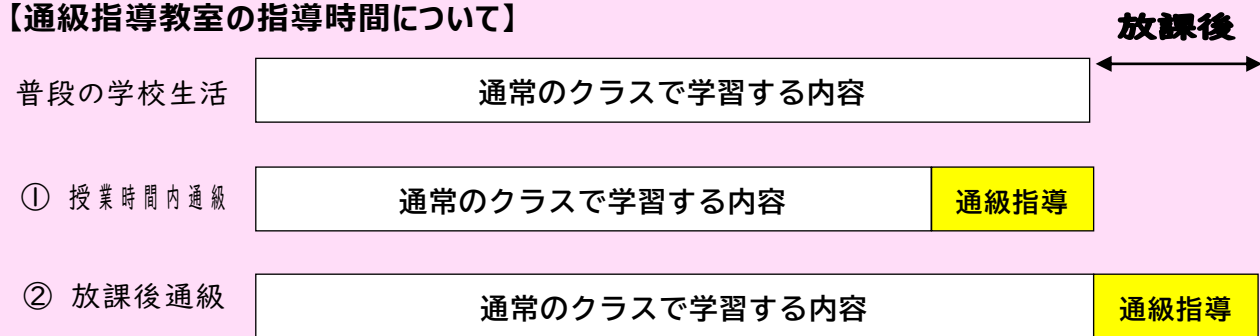 【通級指導教室の指導時間について】
放課後
普段の学校生活
通常のクラスで学習する内容
① 授業時間内通級
通常のクラスで学習する内容
通級指導
② 放課後通級
通常のクラスで学習する内容
通級指導